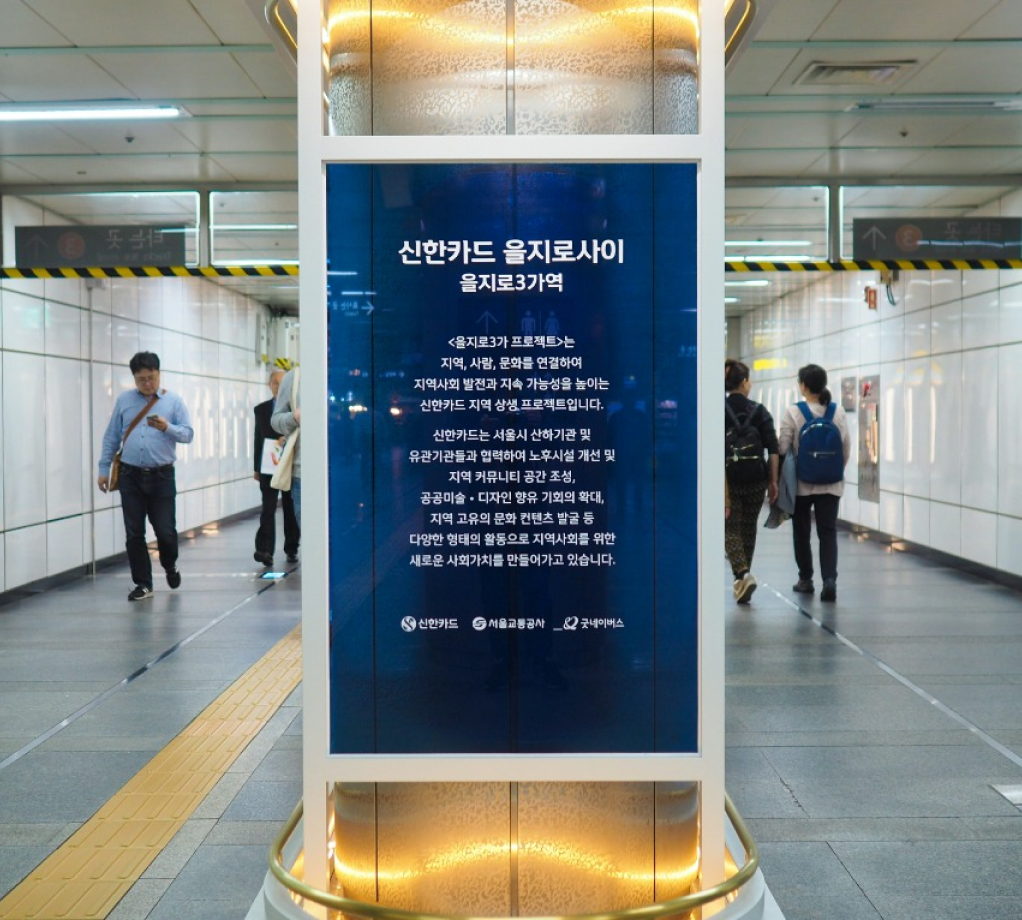 신한카드 을지로사이
을지로3가역
<을지로3가 프로젝트>는
지역, 사람, 문화를 연결하여
지역사회 발전과 지속 가능성을 높이는
신한카드 지역 상생 프로젝트입니다.
신한카드는 서울시 산하기관 및
유관기관들과 협력하여 노후시설 개선 및
지역 커뮤니티 공간 조성,
공공미술 • 디자인 향유 기회의 확대,
지역 고유의 문화 컨텐츠 발굴 등
다양한 형태의 활동으로 지역사회를 위한
새로운 사회가치를 만들어가고 있습니다.
신한카드 서울교통공사 굿네이버스
타는 곳
3
3
타는 곳